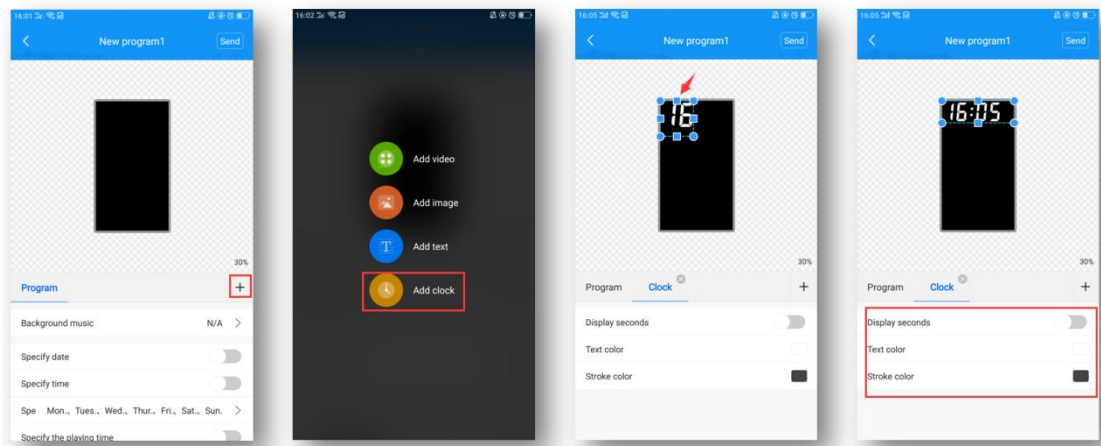 16:01
New program1
Send
30%
Program
+
Background music N/A >
Specify date
Specify time
Spe Mon.、Tues.、Wed.、Thur.、Fri.、Sat.、Sun. >
Specify the playing time
16:02
Add video
Add image
T
Add text
Add clock
16:05
New program1
Send
16
30%
Program Clock
+
Display seconds
Text color
Stroke color
16:05
New program1
Send
16:05
30%
Program Clock
+
Display seconds
Text color
Stroke color